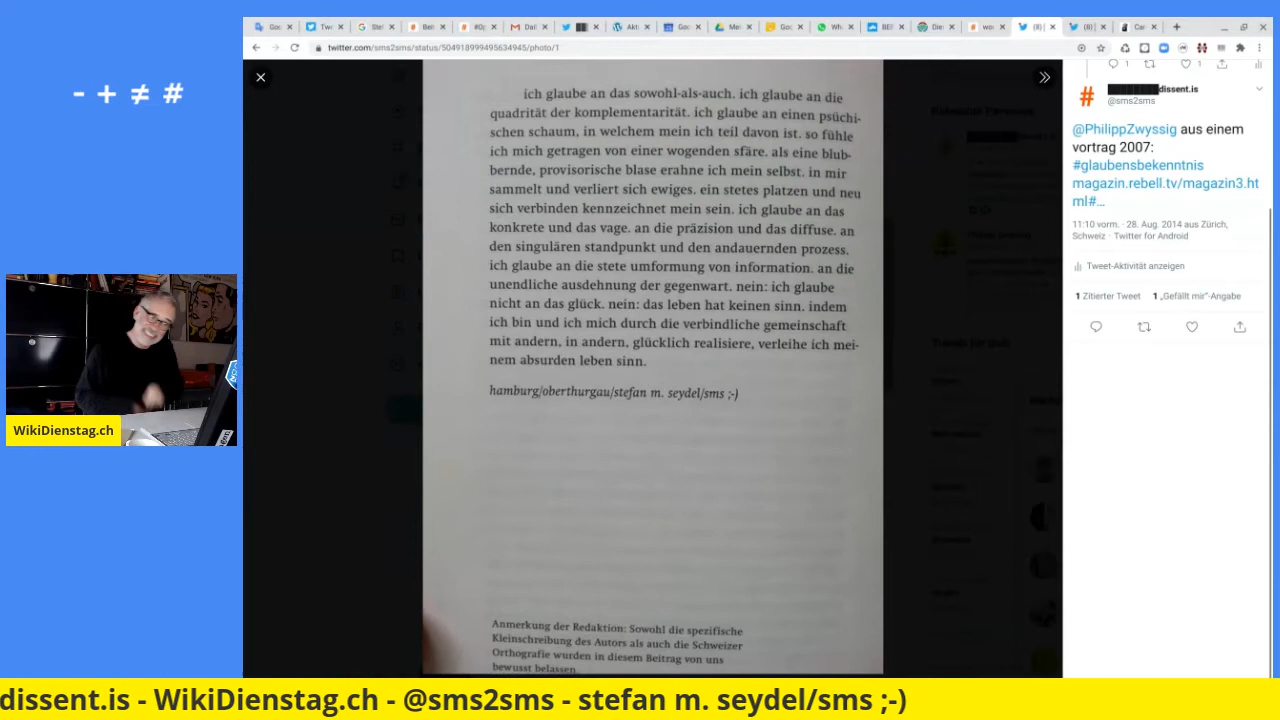 - + ≠ #
WikiDienstag.ch
twitter.com/sms2sms/status/504918999495634945/photo/1
ich glaube an das sowohl-als-auch. ich glaube an die
quadrität der komplementarität. ich glaube an einen psüchi-
schen schaum, in welchem mein ich teil davon ist. so fühle
ich mich getragen von einer wogenden sfäre. als eine blub-
bernde, provisorische blase erahne ich mein selbst. in mir
sammelt und verliert sich ewiges. ein stetes platzen und neu
sich verbinden kennzeichnet mein sein. ich glaube an das
konkrete und das vage. an die präzision und das diffuse. an
den singulären standpunkt und den andauernden prozess.
ich glaube an die stete umformung von information. an die
unendliche ausdehnung der gegenwart. nein: ich glaube
nicht an das glück. nein: das leben hat keinen sinn. indem
ich bin und ich mich durch die verbindliche gemeinschaft
mit andern, in andern, glücklich realisiere, verleihe ich mei-
nem absurden leben sinn.
hamburg/oberthurgau/stefan m. seydel/sms ;-)
Anmerkung der Redaktion: Sowohl die spezifische
Kleinschreibung des Autors als auch die Schweizer
Orthografie wurden in diesem Beitrag von uns
bewusst belassen.
1 1
dissent.is
@sms2sms
@PhilippZwyssig aus einem
vortrag 2007:
#glaubensbekenntnis
magazin.rebell.tv/magazin3.ht
ml#…
11:10 vorm. · 28. Aug. 2014 aus Zürich,
Schweiz · Twitter for Android
Tweet-Aktivität anzeigen
1 Zitierter Tweet 1 „Gefällt mir“-Angabe
dissent.is - WikiDienstag.ch - @sms2sms - stefan m. seydel/sms ;-)